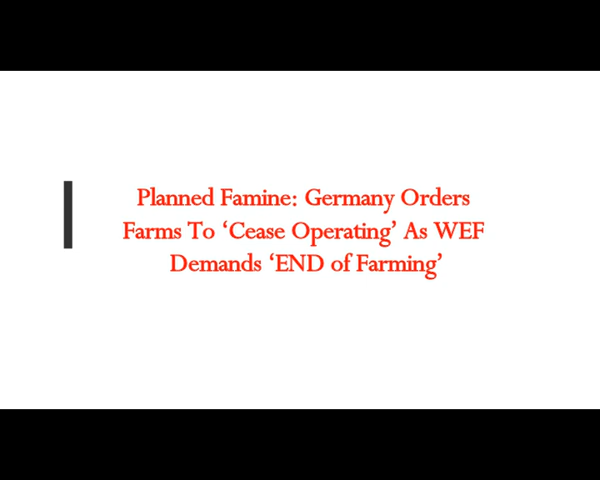 Planned Famine: Germany Orders
Farms To ‘Cease Operating’ As WEF
Demands ‘END of Farming’